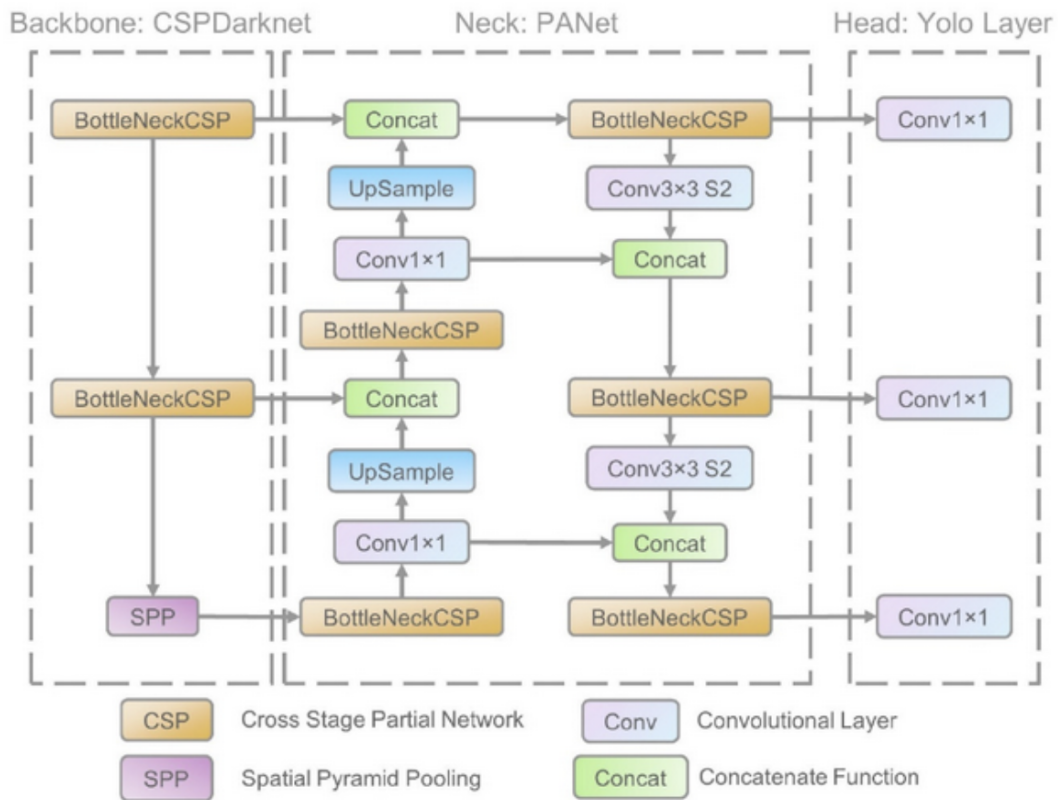 Backbone: CSPDarknet
Neck: PANet
Head: Yolo Layer
BottleNeckCSP
Concat
BottleNeckCSP
Conv1×1
UpSample
Conv3×3 S2
Conv1×1
Concat
BottleNeckCSP
BottleNeckCSP
Concat
BottleNeckCSP
Conv1×1
UpSample
Conv3×3 S2
Conv1×1
Concat
SPP
BottleNeckCSP
BottleNeckCSP
Conv1×1
CSP
Cross Stage Partial Network
Conv
Convolutional Layer
SPP
Spatial Pyramid Pooling
Concat
Concatenate Function